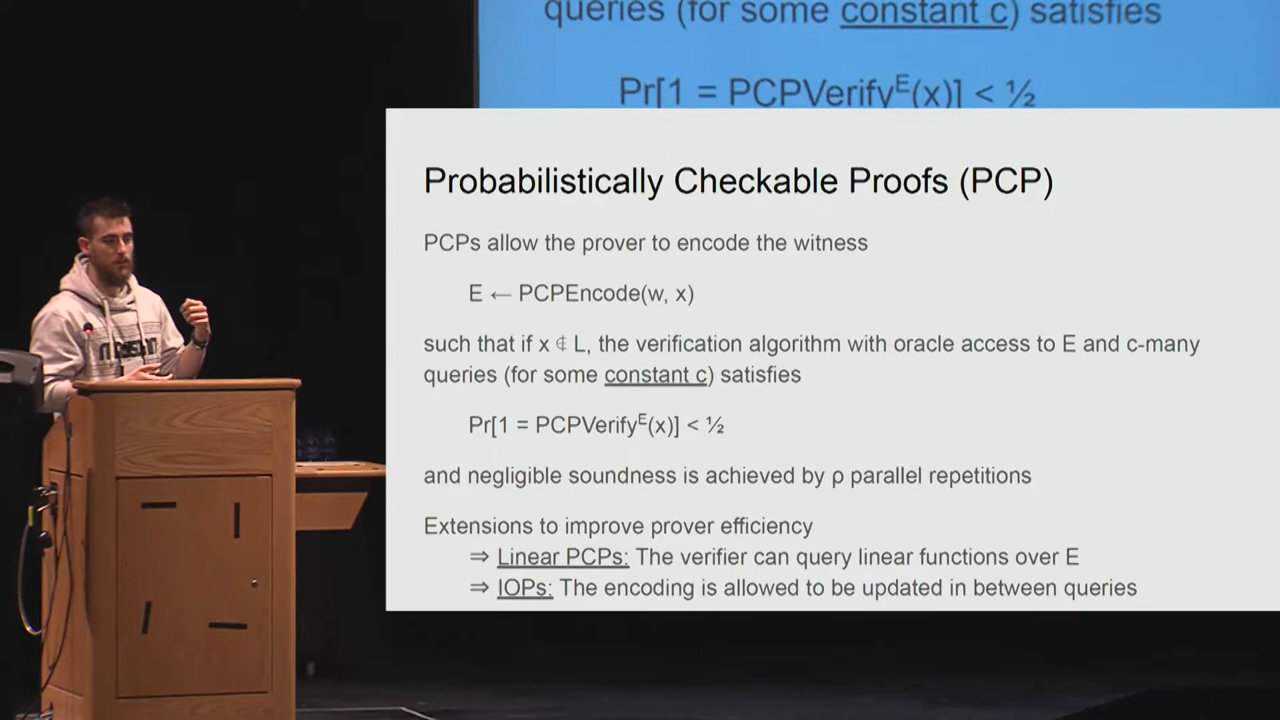 queries (for some constant c) satisfies
Pr[1 = PCPVerifyᴱ(x)] < ½
Probabilistically Checkable Proofs (PCP)
PCPs allow the prover to encode the witness
E ← PCPEncode(w, x)
such that if x ∉ L, the verification algorithm with oracle access to E and c-many
queries (for some constant c) satisfies
Pr[1 = PCPVerifyᴱ(x)] < ½
and negligible soundness is achieved by ρ parallel repetitions
Extensions to improve prover efficiency
⇒ Linear PCPs: The verifier can query linear functions over E
⇒ IOPs: The encoding is allowed to be updated in between queries